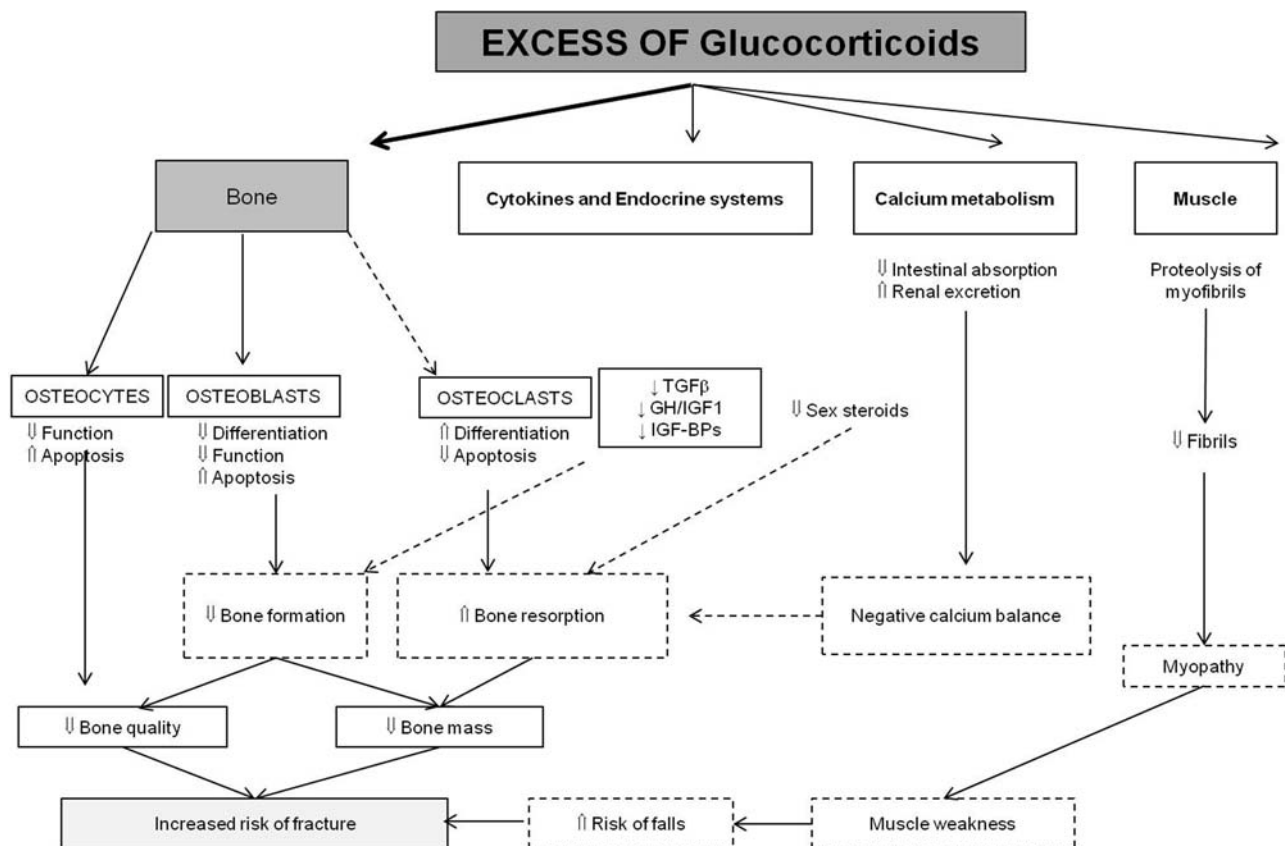 EXCESS OF Glucocorticoids
Bone
Cytokines and Endocrine systems
Calcium metabolism
Muscle
⇓ Intestinal absorption
⇑ Renal excretion
Proteolysis of
myofibrils
OSTEOCYTES
⇓ Function
⇑ Apoptosis
OSTEOBLASTS
⇓ Differentiation
⇓ Function
⇑ Apoptosis
OSTEOCLASTS
⇑ Differentiation
⇓ Apoptosis
↓ TGFβ
↓ GH/IGF1
↓ IGF-BPs
⇓ Sex steroids
⇓ Fibrils
⇓ Bone formation
⇑ Bone resorption
Negative calcium balance
Myopathy
⇓ Bone quality
⇓ Bone mass
Increased risk of fracture
⇑ Risk of falls
Muscle weakness